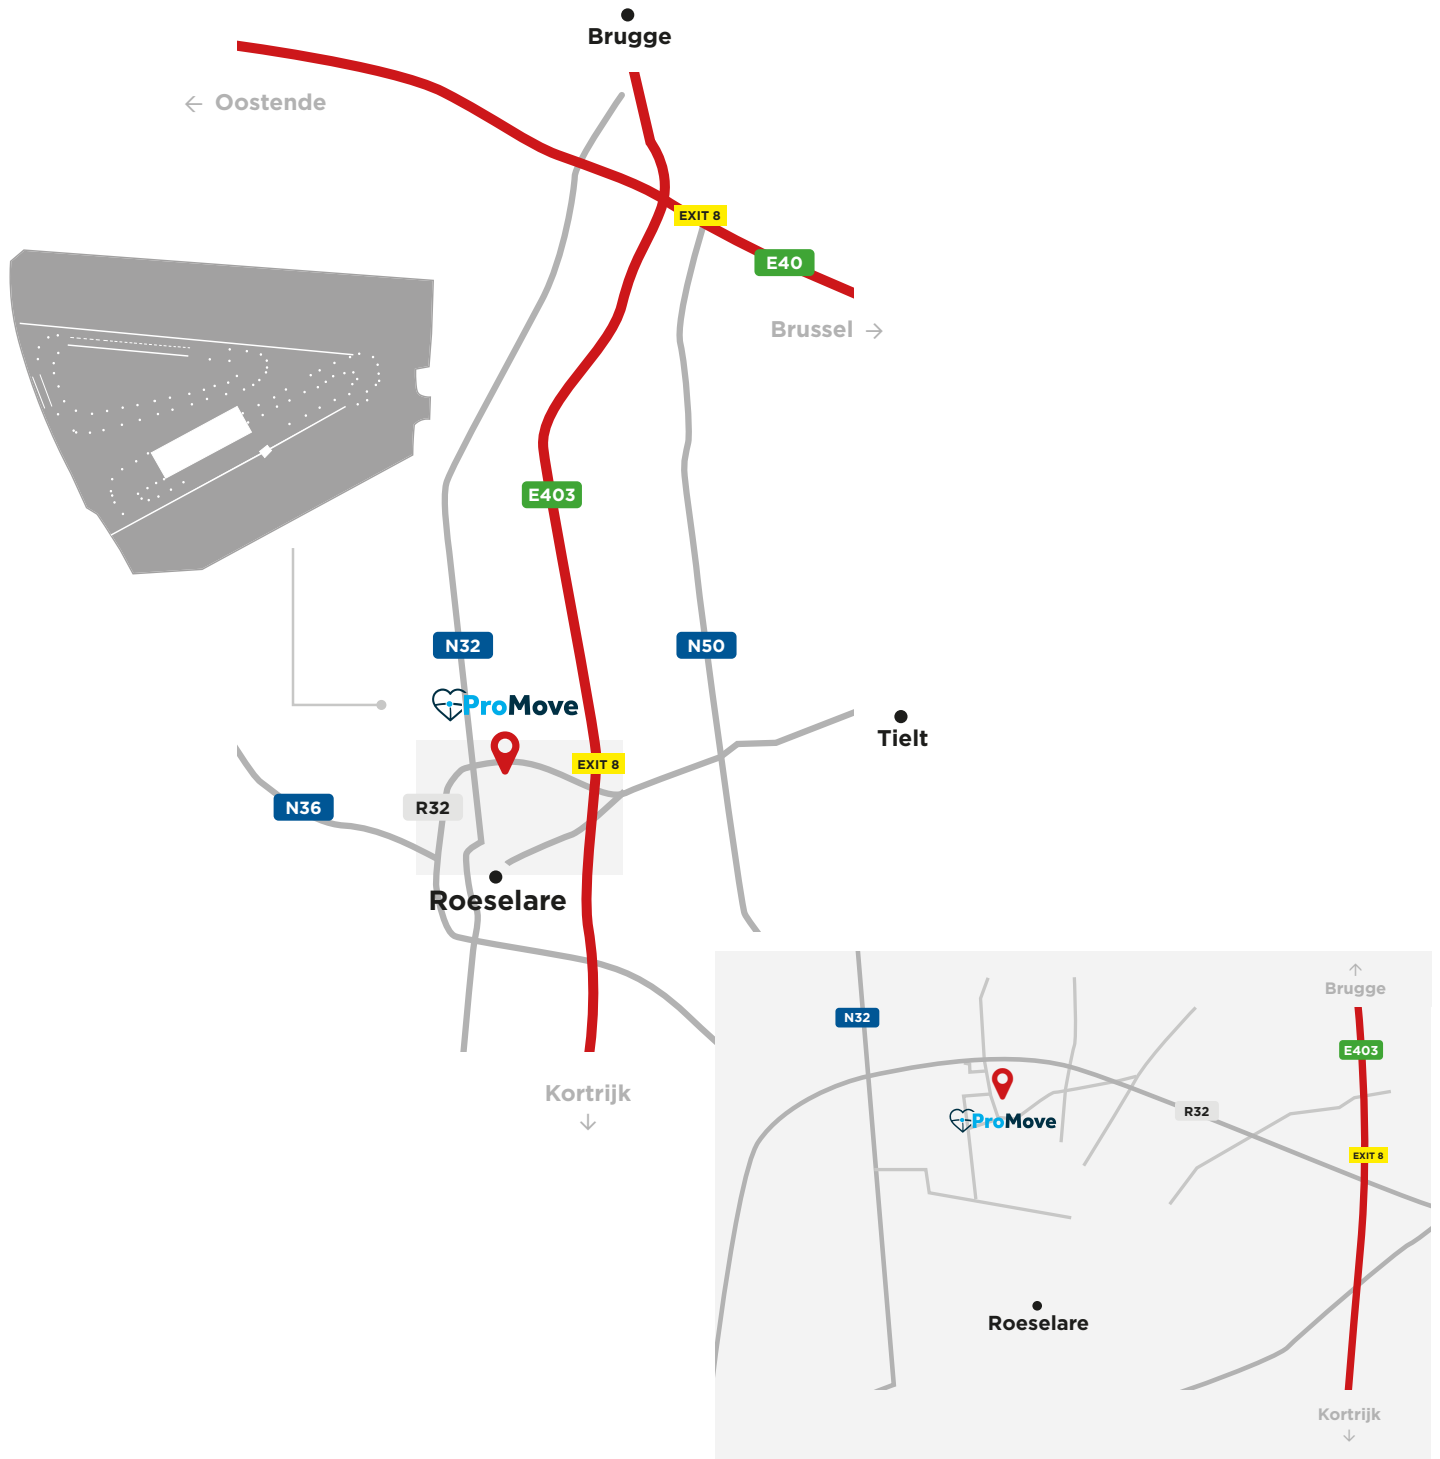 Brugge
← Oostende
EXIT 8
E40
Brussel →
E403
N32
N50
ProMove
Tielt
EXIT 8
N36
R32
Roeselare
Kortrijk
↓
↑
Brugge
N32
E403
R32
ProMove
EXIT 8
Roeselare
Kortrijk
↓